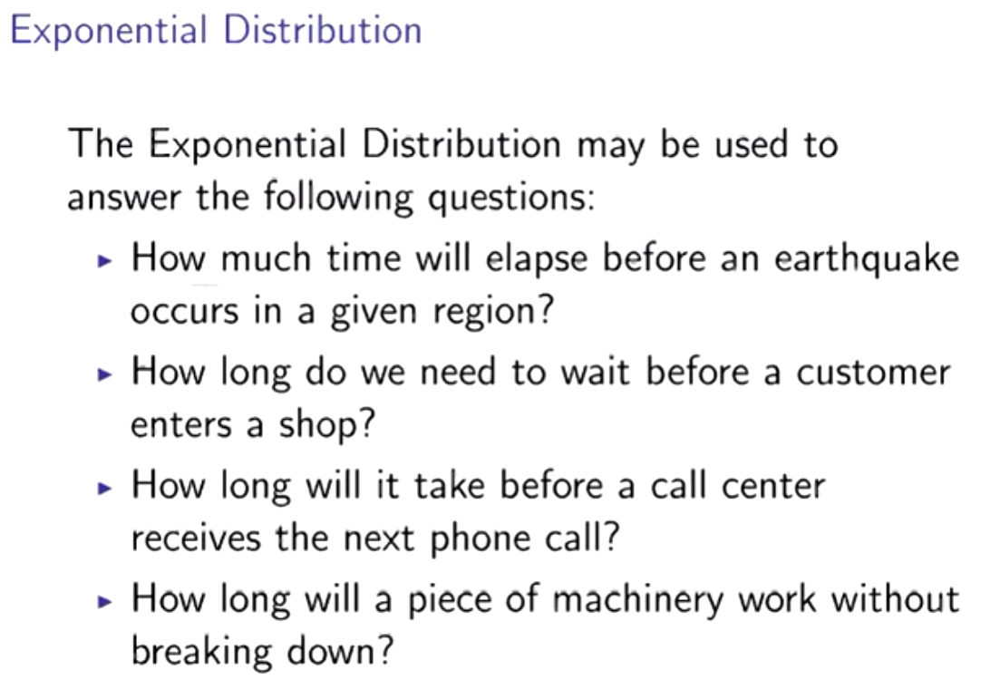 Exponential Distribution
The Exponential Distribution may be used to
answer the following questions:
▸ How much time will elapse before an earthquake
occurs in a given region?
▸ How long do we need to wait before a customer
enters a shop?
▸ How long will it take before a call center
receives the next phone call?
▸ How long will a piece of machinery work without
breaking down?